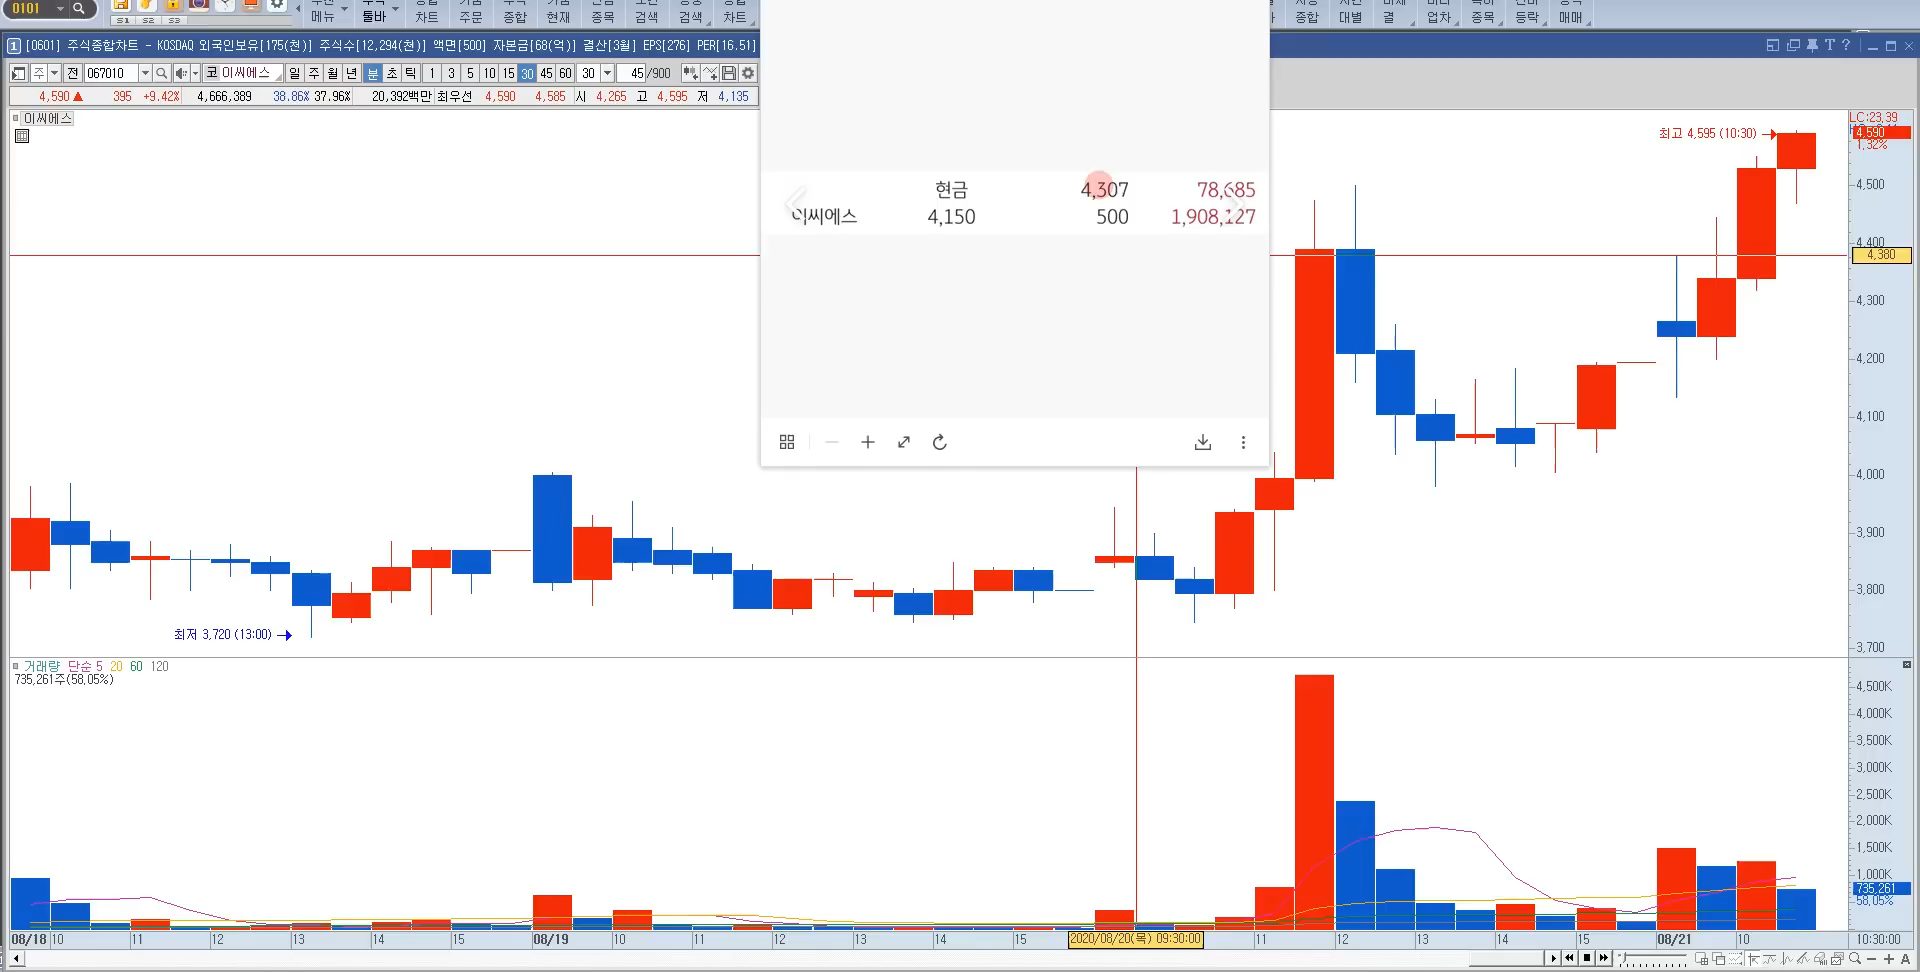 0101
S1 S2 S3
메뉴 툴바 차트 주문 종합 현재 종목 검색 검색 차트 종합 대별 결 업차 종목 등락 매매
1 [0601] 주식종합차트 - KOSDAQ 외국인보유[175(천)] 주식수[12,294(천)] 액면[500] 자본금[68(억)] 결산[3월] EPS[276] PER[16.51]
주 전 067010 코 이씨에스 일 주 월 년 분 초 틱 1 3 5 10 15 30 45 60 30 45 /900
4,590 ▲ 395 +9.42% 4,666,389 38.86% 37.96% 20,392백만 최우선 4,590 4,585 시 4,265 고 4,595 저 4,135
이씨에스
LC:23,39
최고 4,595 (10:30)
4,590
1,32%
현금 4,307 78,685
이씨에스 4,150 500 1,908,127
4,500
4,400
4,380
4,300
4,200
4,100
4,000
3,900
3,800
3,700
최저 3,720 (13:00)
거래량 단순 5 20 60 120
735,261주(58,05%)
4,500K
4,000K
3,500K
3,000K
2,500K
2,000K
1,500K
1,000K
735,261
58,05%
08/18 10 11 12 13 14 15 08/19 10 11 12 13 14 15 2020/08/20(목) 09:30:00 11 12 13 14 15 08/21 10 10:30:00